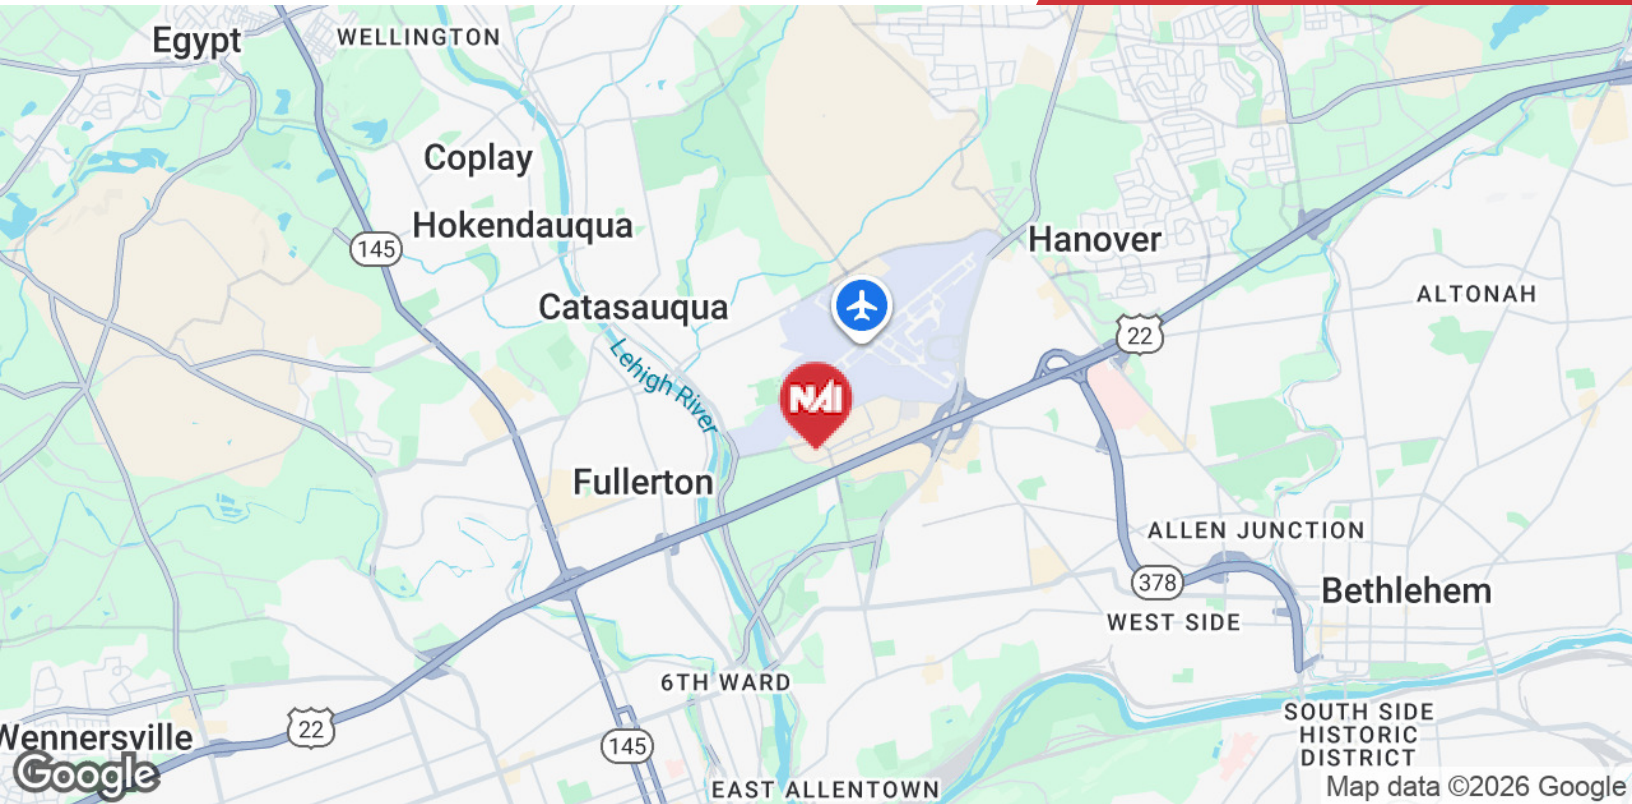 Egypt
WELLINGTON
Coplay
Hokendauqua
145
Hanover
Catasauqua
ALTONAH
22
Lehigh River
NAI
Fullerton
ALLEN JUNCTION
378
Bethlehem
WEST SIDE
6TH WARD
22
Wennersville
145
SOUTH SIDE
HISTORIC
DISTRICT
Google
EAST ALLENTOWN
Map data ©2026 Google